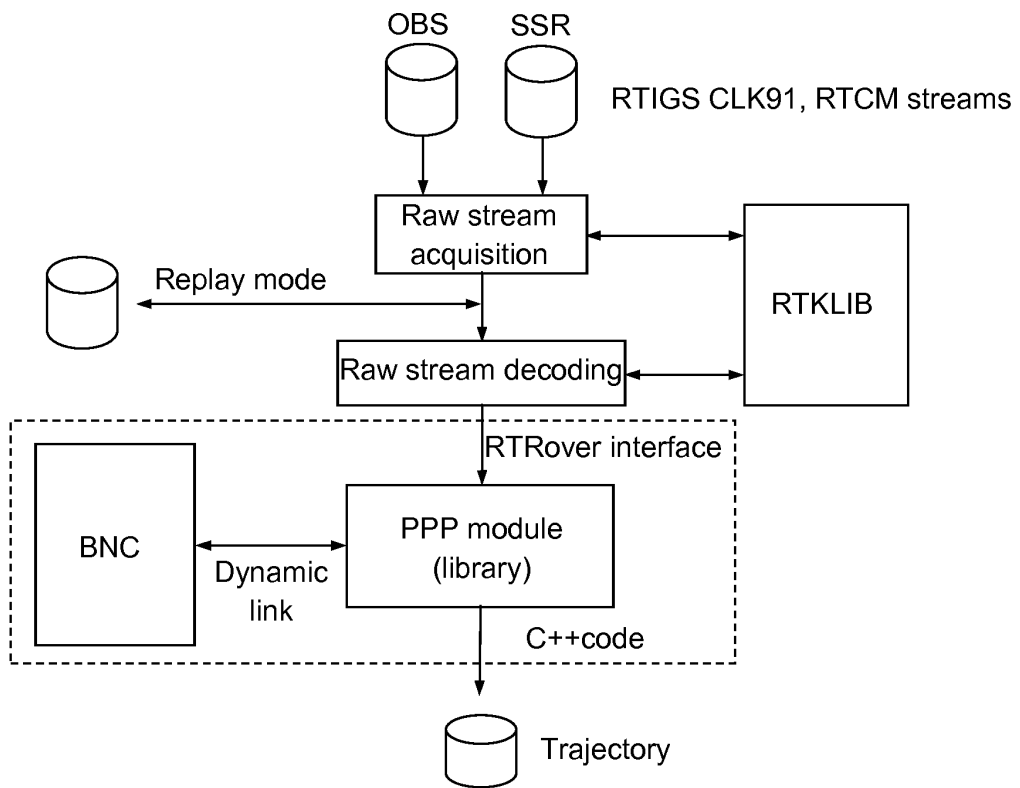 OBS
SSR
RTIGS CLK91, RTCM streams
Raw stream
acquisition
Replay mode
RTKLIB
Raw stream decoding
RTRover interface
BNC
PPP module
(library)
Dynamic
link
C++code
Trajectory